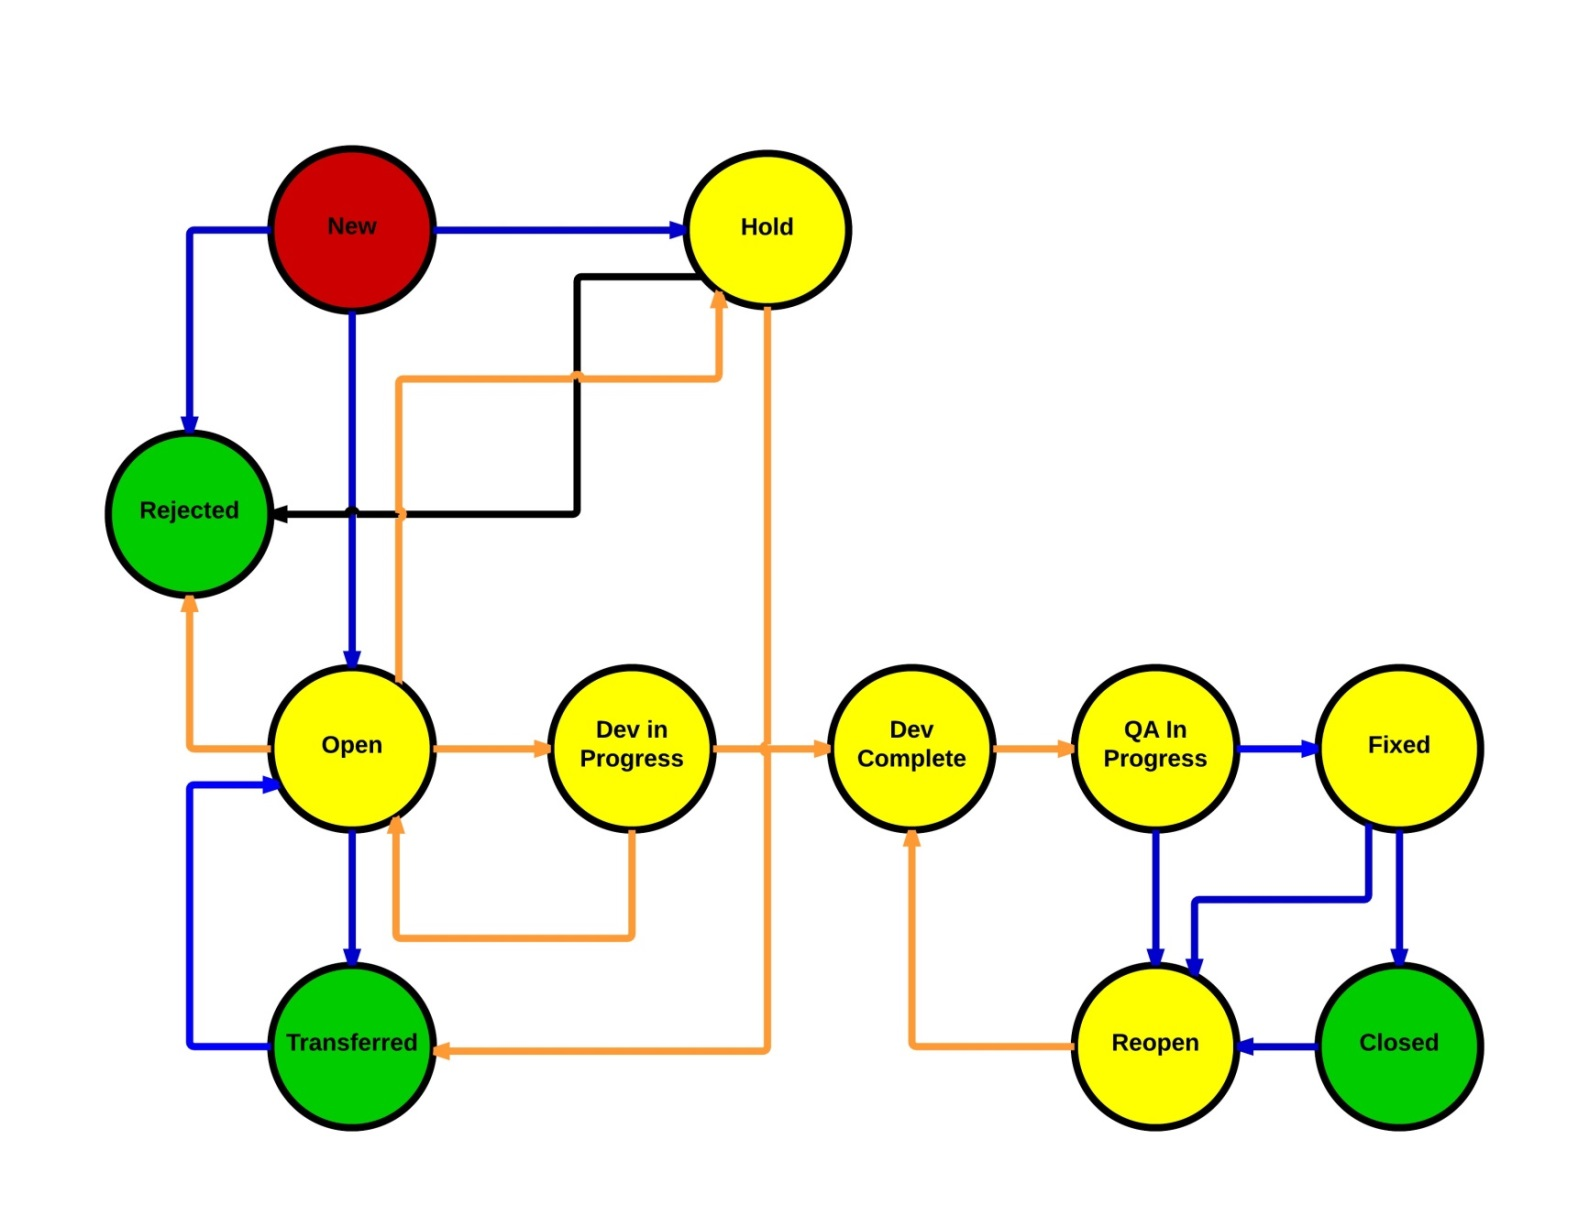 New
Hold
Rejected
Open
Dev in
Progress
Dev
Complete
QA In
Progress
Fixed
Transferred
Reopen
Closed